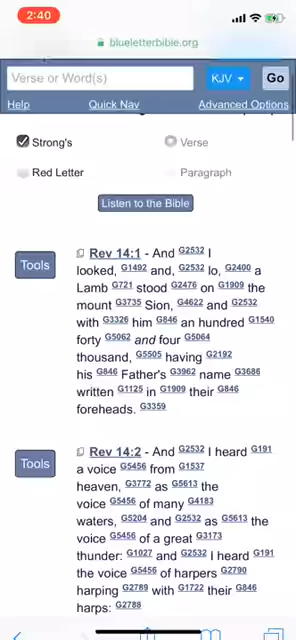 2:40
blueletterbible.org
Verse or Word(s)
KJV
Go
Help
Quick Nav
Advanced Options
Strong's
Verse
Red Letter
Paragraph
Listen to the Bible
Tools
Rev 14:1 - And G2532 I
looked, G1492 and, G2532 lo, G2400 a
Lamb G721 stood G2476 on G1909 the
mount G3735 Sion, G4622 and G2532
with G3326 him G846 an hundred G1540
forty G5062 and four G5064
thousand, G5505 having G2192
his G846 Father's G3962 name G3686
written G1125 in G1909 their G846
foreheads. G3359
Tools
Rev 14:2 - And G2532 I heard G191
a voice G5456 from G1537
heaven, G3772 as G5613 the
voice G5456 of many G4183
waters, G5204 and G2532 as G5613 the
voice G5456 of a great G3173
thunder: G1027 and G2532 I heard G191
the voice G5456 of harpers G2790
harping G2789 with G1722 their G846
harps: G2788